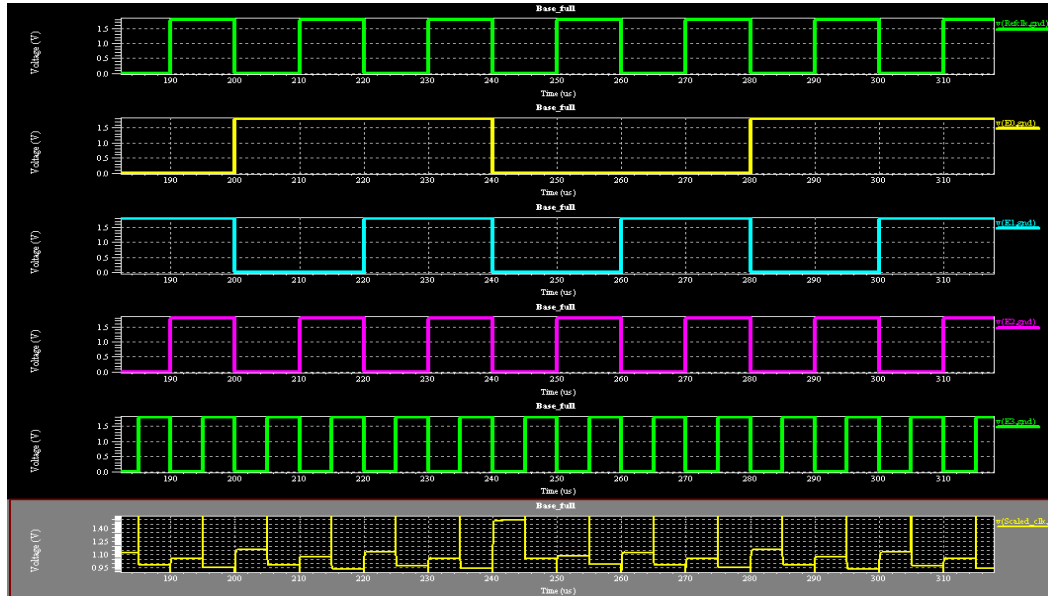 Base_full
v(Refclk,gnd)
Voltage (V)
1.5
1.0
0.5
0.0
190 200 210 220 230 240 250 260 270 280 290 300 310
Time (us)
Base_full
v(E0,gnd)
Voltage (V)
1.5
1.0
0.5
0.0
190 200 210 220 230 240 250 260 270 280 290 300 310
Time (us)
Base_full
v(E1,gnd)
Voltage (V)
1.5
1.0
0.5
0.0
190 200 210 220 230 240 250 260 270 280 290 300 310
Time (us)
Base_full
v(E2,gnd)
Voltage (V)
1.5
1.0
0.5
0.0
190 200 210 220 230 240 250 260 270 280 290 300 310
Time (us)
Base_full
v(E3,gnd)
Voltage (V)
1.5
1.0
0.5
0.0
190 200 210 220 230 240 250 260 270 280 290 300 310
Time (us)
Base_full
v(Scaled_clk,
Voltage (V)
1.40
1.25
1.10
0.95
190 200 210 220 230 240 250 260 270 280 290 300 310
Time (us)